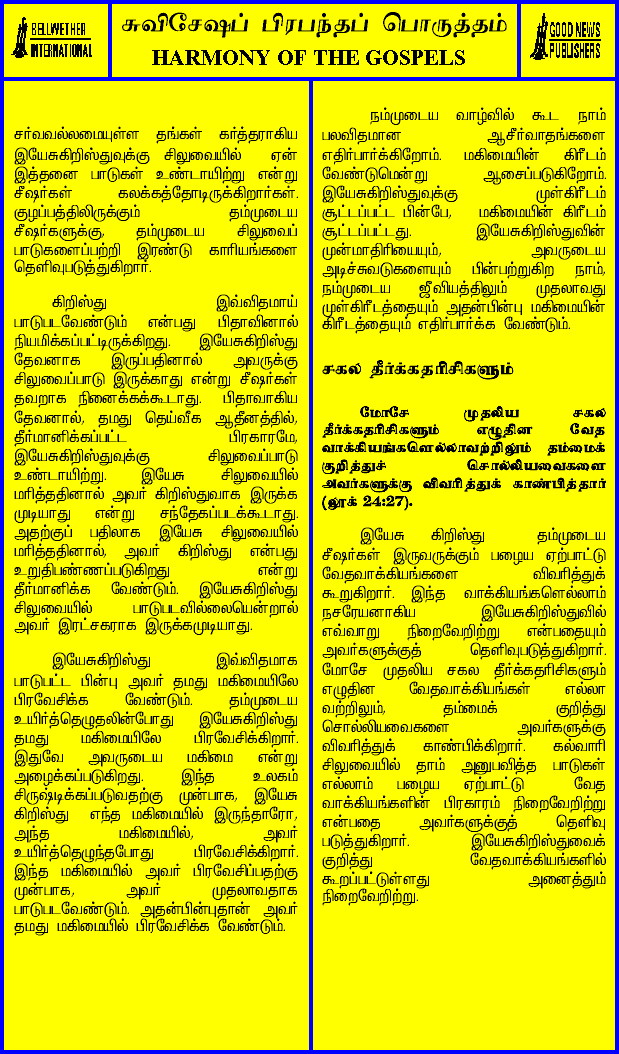 BELLWETHER
INTERNATIONAL
சுவிசேஷப் பிரபந்தப் பொருத்தம்
HARMONY OF THE GOSPELS
GOOD NEWS
PUBLISHERS
சர்வவல்லமையுள்ள தங்கள் கர்த்தராகிய
இயேசுகிறிஸ்துவுக்கு சிலுவையில் ஏன்
இத்தனை பாடுகள் உண்டாயிற்று என்று
சீஷர்கள் கலக்கத்தோடிருக்கிறார்கள்.
குழப்பத்திலிருக்கும் தம்முடைய
சீஷர்களுக்கு, தம்முடைய சிலுவைப்
பாடுகளைப்பற்றி இரண்டு காரியங்களை
தெளிவுபடுத்துகிறார்.
கிறிஸ்து இவ்விதமாய்
பாடுபடவேண்டும் என்பது பிதாவினால்
நியமிக்கப்பட்டிருக்கிறது. இயேசுகிறிஸ்து
தேவனாக இருப்பதினால் அவருக்கு
சிலுவைப்பாடு இருக்காது என்று சீஷர்கள்
தவறாக நினைக்கக்கூடாது. பிதாவாகிய
தேவனால், தமது தெய்வீக ஆதீனத்தில்,
தீர்மானிக்கப்பட்ட பிரகாரமே,
இயேசுகிறிஸ்துவுக்கு சிலுவைப்பாடு
உண்டாயிற்று. இயேசு சிலுவையில்
மரித்ததினால் அவர் கிறிஸ்துவாக இருக்க
முடியாது என்று சந்தேகப்படக்கூடாது.
அதற்குப் பதிலாக இயேசு சிலுவையில்
மரித்ததினால், அவர் கிறிஸ்து என்பது
உறுதிபண்ணப்படுகிறது என்று
தீர்மானிக்க வேண்டும். இயேசுகிறிஸ்து
சிலுவையில் பாடுபடவில்லையென்றால்
அவர் இரட்சகராக இருக்கமுடியாது.
இயேசுகிறிஸ்து இவ்விதமாக
பாடுபட்ட பின்பு அவர் தமது மகிமையிலே
பிரவேசிக்க வேண்டும். தம்முடைய
உயிர்த்தெழுதலின்போது இயேசுகிறிஸ்து
தமது மகிமையிலே பிரவேசிக்கிறார்.
இதுவே அவருடைய மகிமை என்று
அழைக்கப்படுகிறது. இந்த உலகம்
சிருஷ்டிக்கப்படுவதற்கு முன்பாக, இயேசு
கிறிஸ்து எந்த மகிமையில் இருந்தாரோ,
அந்த மகிமையில், அவர்
உயிர்த்தெழுந்தபோது பிரவேசிக்கிறார்.
இந்த மகிமையில் அவர் பிரவேசிப்பதற்கு
முன்பாக, அவர் முதலாவதாக
பாடுபடவேண்டும். அதன்பின்புதான் அவர்
தமது மகிமையில் பிரவேசிக்க வேண்டும்.
நம்முடைய வாழ்வில் கூட நாம்
பலவிதமான ஆசீர்வாதங்களை
எதிர்பார்க்கிறோம். மகிமையின் கிரீடம்
வேண்டுமென்று ஆசைப்படுகிறோம்.
இயேசுகிறிஸ்துவுக்கு முள்கிரீடம்
சூட்டப்பட்ட பின்பே, மகிமையின் கிரீடம்
சூட்டப்பட்டது. இயேசுகிறிஸ்துவின்
முன்மாதிரியையும், அவருடைய
அடிச்சுவடுகளையும் பின்பற்றுகிற நாம்,
நம்முடைய ஜீவியத்திலும் முதலாவது
முள்கிரீடத்தையும் அதன்பின்பு மகிமையின்
கிரீடத்தையும் எதிர்பார்க்க வேண்டும்.
சகல தீர்க்கதரிசிகளும்
மோசே முதலிய சகல
தீர்க்கதரிசிகளும் எழுதின வேத
வாக்கியங்களெல்லாவற்றிலும் தம்மைக்
குறித்துச் சொல்லியவைகளை
அவர்களுக்கு விவரித்துக் காண்பித்தார்
(லூக் 24:27).
இயேசு கிறிஸ்து தம்முடைய
சீஷர்கள் இருவருக்கும் பழைய ஏற்பாட்டு
வேதவாக்கியங்களை விவரித்துக்
கூறுகிறார். இந்த வாக்கியங்களெல்லாம்
நசரேயனாகிய இயேசுகிறிஸ்துவில்
எவ்வாறு நிறைவேறிற்று என்பதையும்
அவர்களுக்குத் தெளிவுபடுத்துகிறார்.
மோசே முதலிய சகல தீர்க்கதரிசிகளும்
எழுதின வேதவாக்கியங்கள் எல்லா
வற்றிலும், தம்மைக் குறித்து
சொல்லியவைகளை அவர்களுக்கு
விவரித்துக் காண்பிக்கிறார். கல்வாரி
சிலுவையில் தாம் அனுபவித்த பாடுகள்
எல்லாம் பழைய ஏற்பாட்டு வேத
வாக்கியங்களின் பிரகாரம் நிறைவேறிற்று
என்பதை அவர்களுக்குத் தெளிவு
படுத்துகிறார். இயேசுகிறிஸ்துவைக்
குறித்து வேதவாக்கியங்களில்
கூறப்பட்டுள்ளது அனைத்தும்
நிறைவேறிற்று.